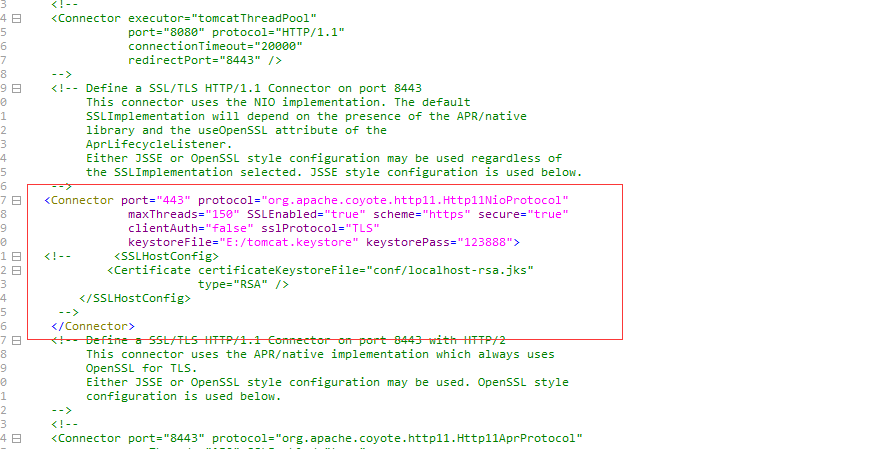 3 <!--
4 <Connector executor="tomcatThreadPool"
5 port="8080" protocol="HTTP/1.1"
6 connectionTimeout="20000"
7 redirectPort="8443" />
8 -->
9 <!-- Define a SSL/TLS HTTP/1.1 Connector on port 8443
0 This connector uses the NIO implementation. The default
1 SSLImplementation will depend on the presence of the APR/native
2 library and the useOpenSSL attribute of the
3 AprLifecycleListener.
4 Either JSSE or OpenSSL style configuration may be used regardless of
5 the SSLImplementation selected. JSSE style configuration is used below.
6 -->
7 <Connector port="443" protocol="org.apache.coyote.http11.Http11NioProtocol"
8 maxThreads="150" SSLEnabled="true" scheme="https" secure="true"
9 clientAuth="false" sslProtocol="TLS"
0 keystoreFile="E:/tomcat.keystore" keystorePass="123888">
1 <!-- <SSLHostConfig>
2 <Certificate certificateKeystoreFile="conf/localhost-rsa.jks"
3 type="RSA" />
4 </SSLHostConfig>
5 -->
6 </Connector>
7 <!-- Define a SSL/TLS HTTP/1.1 Connector on port 8443 with HTTP/2
8 This connector uses the APR/native implementation which always uses
9 OpenSSL for TLS.
0 Either JSSE or OpenSSL style configuration may be used. OpenSSL style
1 configuration is used below.
2 -->
3 <!--
4 <Connector port="8443" protocol="org.apache.coyote.http11.Http11AprProtocol"